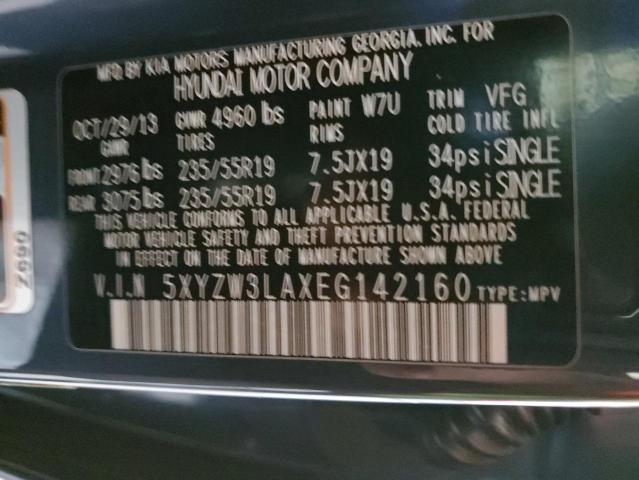 MFD.BY KIA MOTORS MANUFACTURING GEORGIA, INC. FOR
HYUNDAI MOTOR COMPANY
OCT/29/13 GVWR 4960 lbs PAINT W7U TRIM VFG
GAWR TIRES RIMS COLD TIRE INFL
FRONT 2976 lbs 235/55R19 7.5JX19 34psi SINGLE
REAR 3075 lbs 235/55R19 7.5JX19 34psi SINGLE
THIS VEHICLE CONFORMS TO ALL APPLICABLE U.S.A. FEDERAL
MOTOR VEHICLE SAFETY AND THEFT PREVENTION STANDARDS
IN EFFECT ON THE DATE OF MANUFACTURE SHOWN ABOVE
V.I.N 5XYZW3LAXEG142160 TYPE:MPV